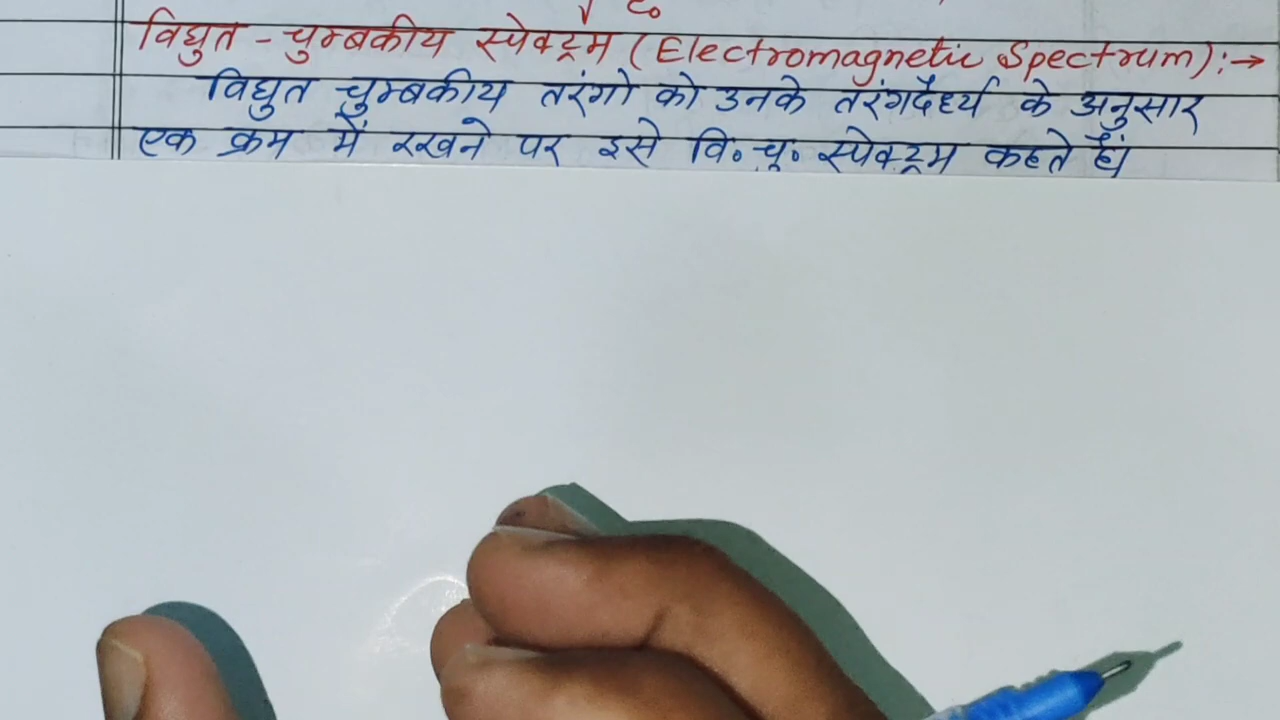 विद्युत - चुम्बकीय स्पेक्ट्रम (Electromagnetic Spectrum):→
विद्युत चुम्बकीय तरंगो को उनके तरंगदैर्ध्य के अनुसार
एक क्रम में रखने पर इसे वि॰ चु॰ स्पेक्ट्रम कहते हैं